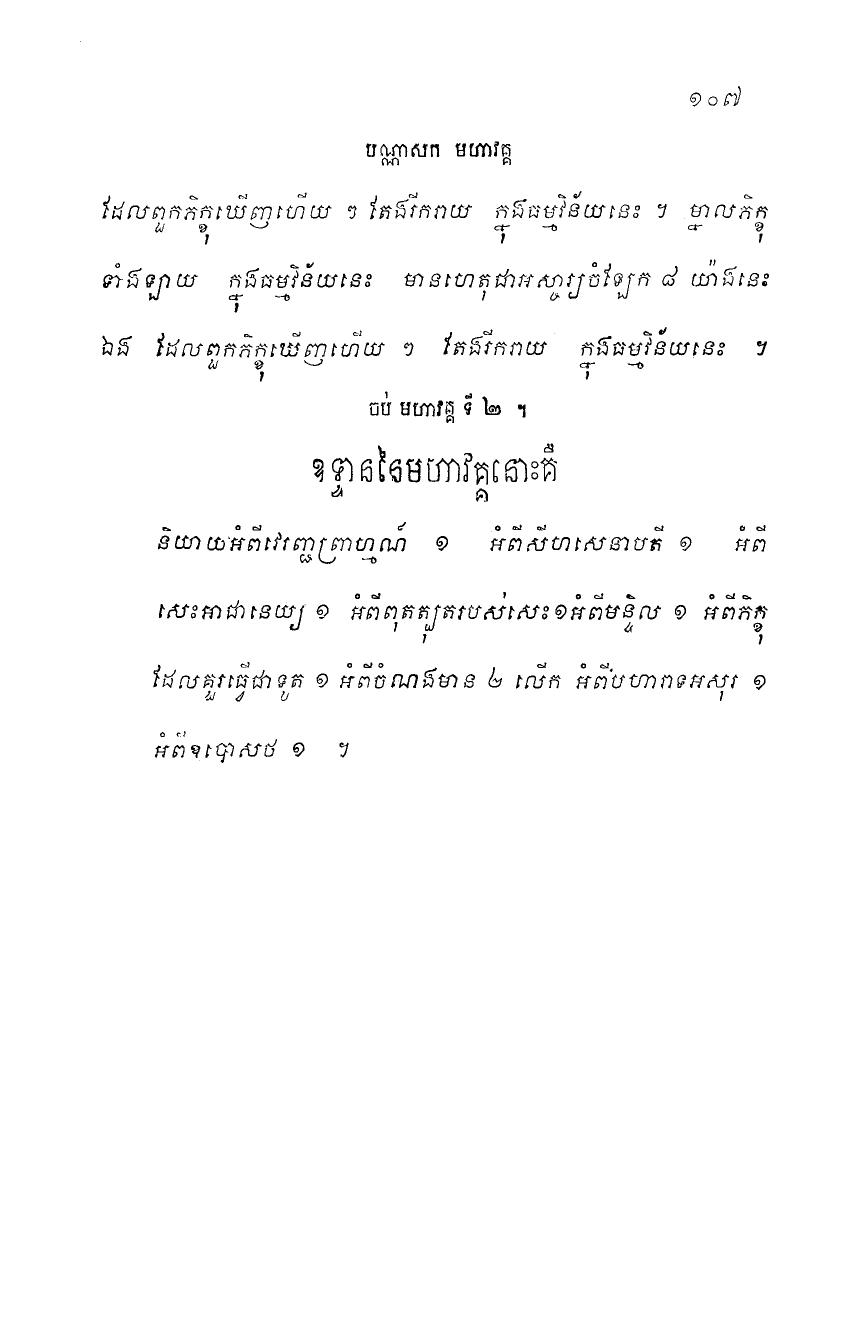 ១០៧
បណ្ណាសក មហាវគ្គ
ដែលពួកភិក្ខុឃើញហើយ ៗ តែងរីករាយ ក្នុងធម្មវិន័យនេះ ។ ម្នាលភិក្ខុ
ទាំងឡាយ ក្នុងធម្មវិន័យនេះ មានហេតុជាអស្ចារ្យចំឡែក ៨ យ៉ាងនេះ
ឯង ដែលពួកភិក្ខុឃើញហើយ ៗ តែងរីករាយ ក្នុងធម្មវិន័យនេះ ។
ចប់ មហាវគ្គ ទី ២ ។
ឧទ្ទាននៃមហាវគ្គនោះគឺ
និយាយអំពីវេរញ្ជព្រាហ្មណ៍ ១ អំពីសីហសេនាបតី ១ អំពី
សេះអាជានេយ្យ ១ អំពីពុតត្បុតរបស់សេះ១អំពីមន្ទិល ១ អំពីភិក្ខុ
ដែលគួរធ្វើជាទូត ១ អំពីចំណងមាន ២ លើក អំពីបហារាទអសុរ ១
អំពីឧបោសថ ១ ។